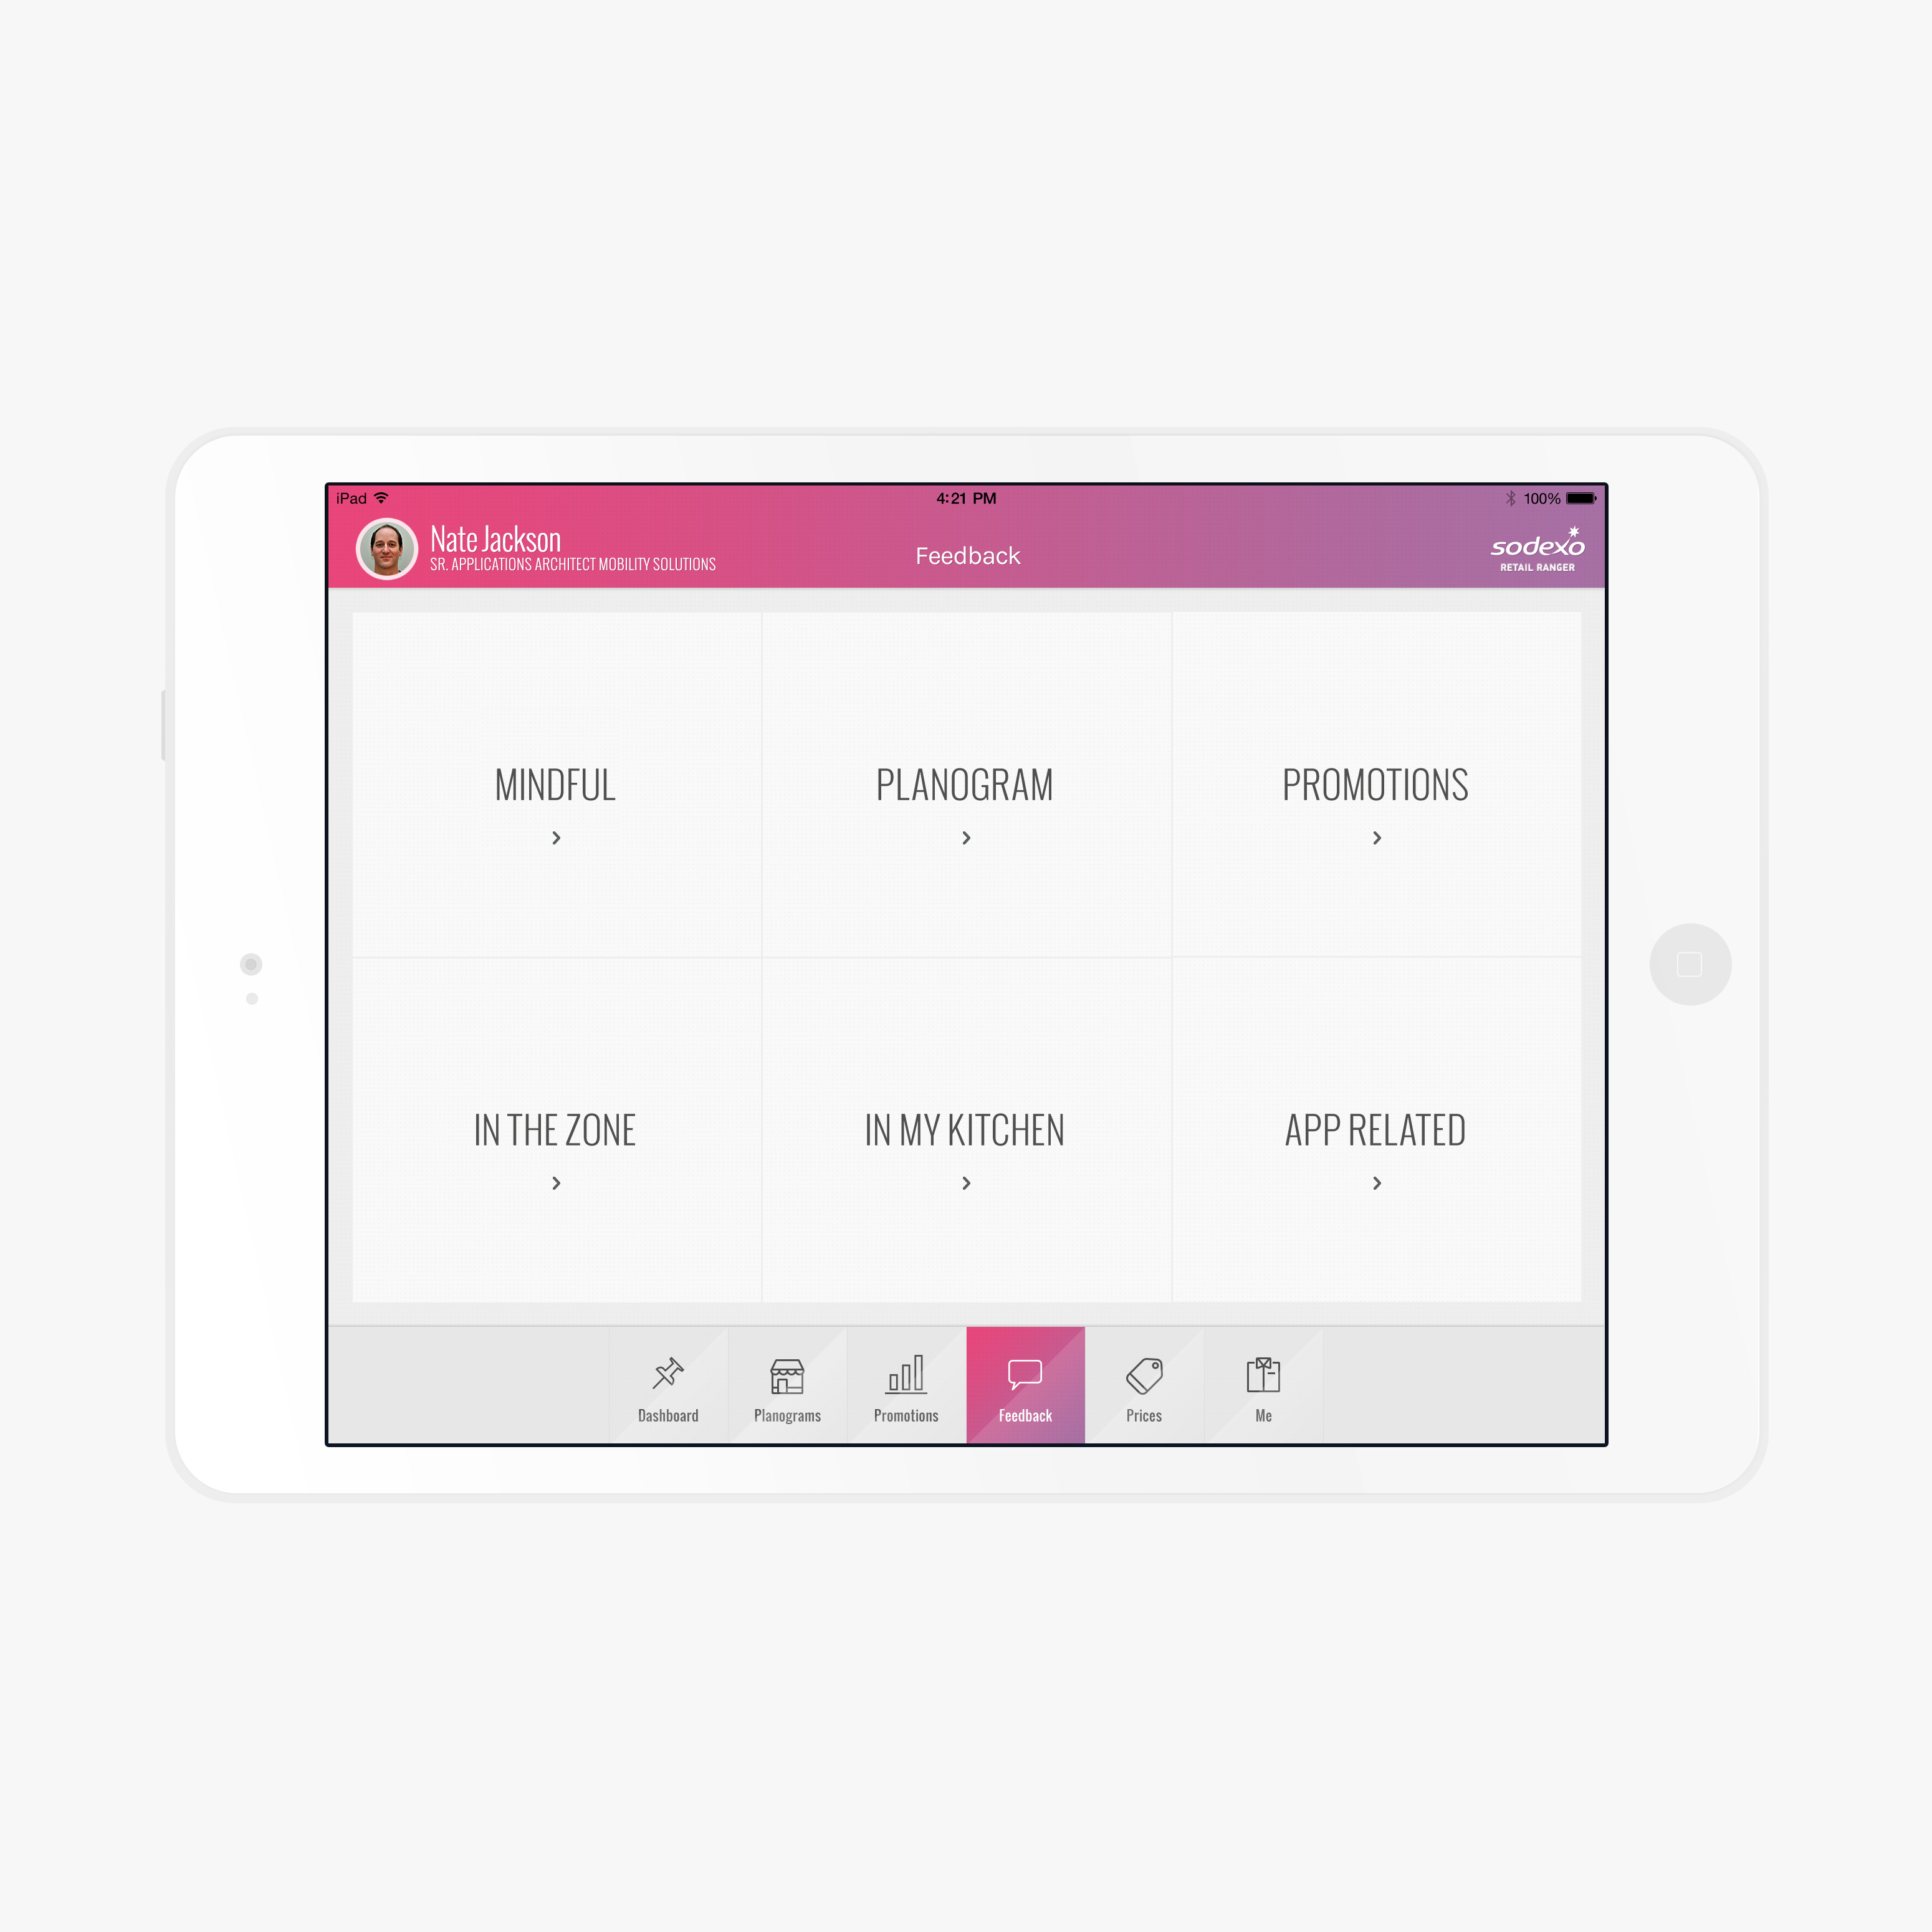 iPad 4:21 PM 100%
Nate Jackson
SR. APPLICATIONS ARCHITECT MOBILITY SOLUTIONS
Feedback
sodexo
RETAIL RANGER
MINDFUL
PLANOGRAM
PROMOTIONS
IN THE ZONE
IN MY KITCHEN
APP RELATED
Dashboard
Planograms
Promotions
Feedback
Prices
Me